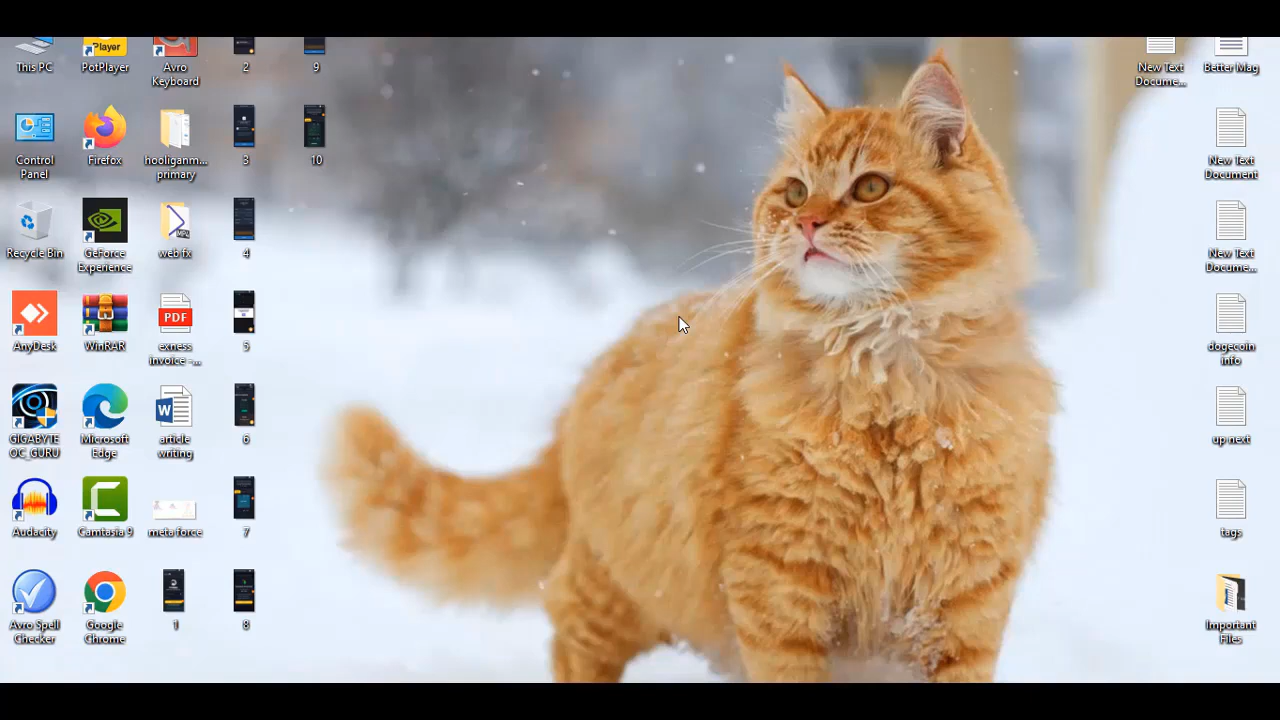 This PC
Player
PotPlayer
Avro
Keyboard
2
9
New Text
Docume...
Better Mag
Control
Panel
Firefox
hooliganm...
primary
3
10
New Text
Document
Recycle Bin
GeForce
Experience
MPU
web fx
4
New Text
Docume...
AnyDesk
WinRAR
PDF
exness
invoice -...
5
dogecoin
info
GIGABYTE
OC_GURU
Microsoft
Edge
W
article
writing
6
up next
Audacity
C
Camtasia 9
meta force
7
tags
Avro Spell
Checker
Google
Chrome
1
8
Important
Files